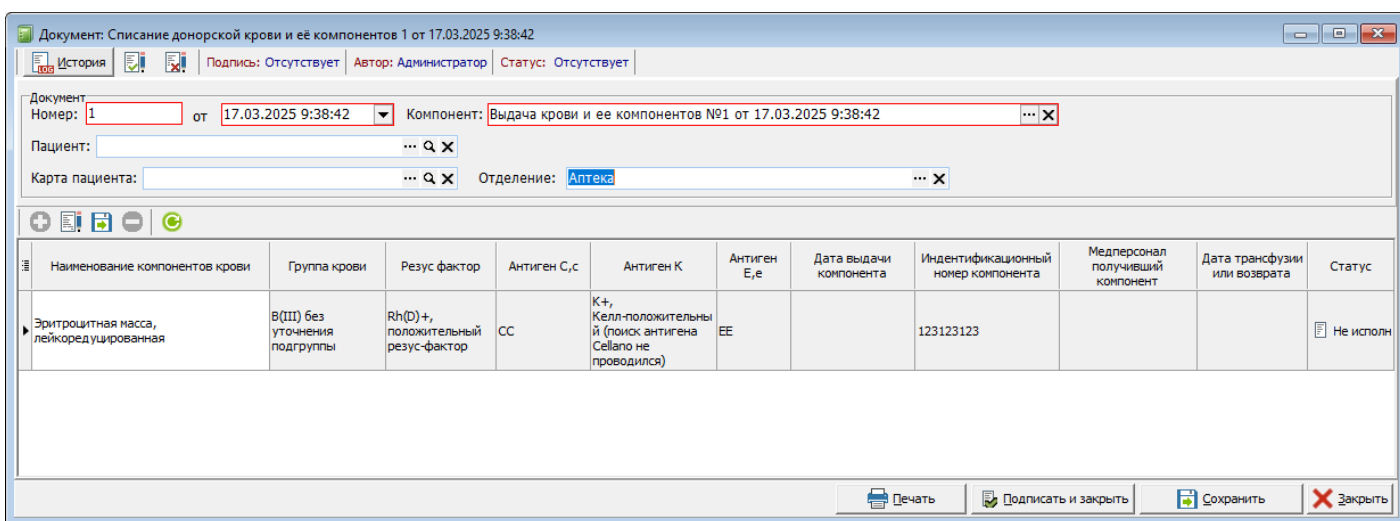 Документ: Списание донорской крови и её компонентов 1 от 17.03.2025 9:38:42
LOG История Подпись: Отсутствует Автор: Администратор Статус: Отсутствует
Документ
Номер: 1 от 17.03.2025 9:38:42 Компонент: Выдача крови и ее компонентов №1 от 17.03.2025 9:38:42
Пациент:
Карта пациента: Отделение: Аптека
Наименование компонентов крови
Группа крови
Резус фактор
Антиген C,c
Антиген K
Антиген
E,e
Дата выдачи
компонента
Индентификационный
номер компонента
Медперсонал
получивший
компонент
Дата трансфузии
или возврата
Статус
Эритроцитная масса,
лейкоредуцированная
B(III) без
уточнения
подгруппы
Rh(D)+,
положительный
резус-фактор
CC
K+,
Келл-положительны
й (поиск антигена
Cellano не
проводился)
EE
123123123
Не исполн
Печать Подписать и закрыть Сохранить Закрыть